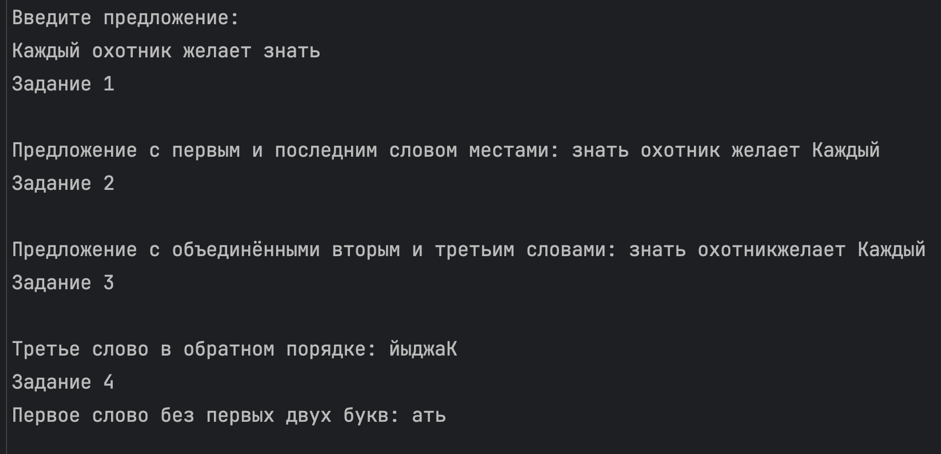 Введите предложение:
Каждый охотник желает знать
Задание 1
Предложение с первым и последним словом местами: знать охотник желает Каждый
Задание 2
Предложение с объединёнными вторым и третьим словами: знать охотникжелает Каждый
Задание 3
Третье слово в обратном порядке: йыджаК
Задание 4
Первое слово без первых двух букв: ать